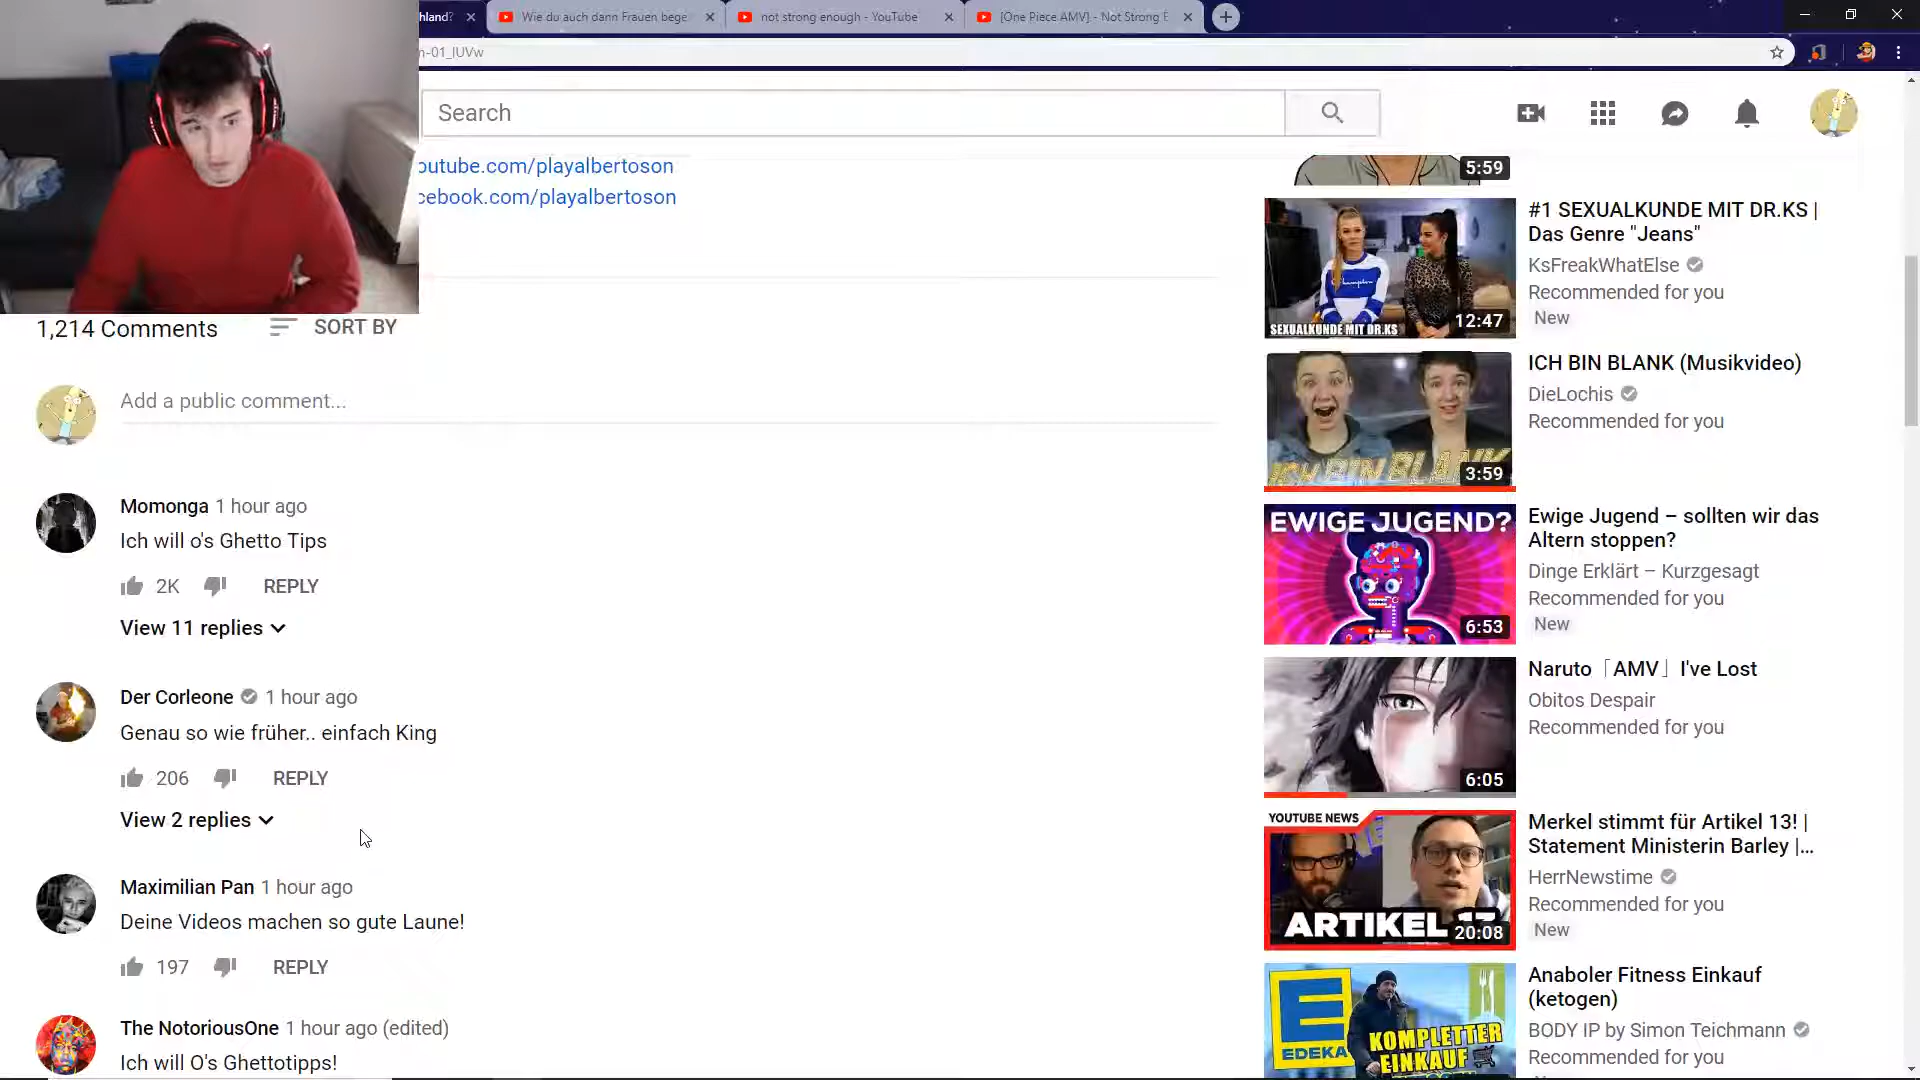 hland?
Wie du auch dann Frauen bege
not strong enough - YouTube
[One Piece AMV] - Not Strong E
n-01_IUVw
Search
outube.com/playalbertoson
cebook.com/playalbertoson
1,214 Comments
SORT BY
Add a public comment...
Momonga 1 hour ago
Ich will o's Ghetto Tips
2K
REPLY
View 11 replies
Der Corleone 1 hour ago
Genau so wie früher.. einfach King
206
REPLY
View 2 replies
Maximilian Pan 1 hour ago
Deine Videos machen so gute Laune!
197
REPLY
The NotoriousOne 1 hour ago (edited)
Ich will O's Ghettotipps!
5:59
SEXUALKUNDE MIT DR.KS
12:47
#1 SEXUALKUNDE MIT DR.KS |
Das Genre "Jeans"
KsFreakWhatElse
Recommended for you
New
ICH BIN BLANK
3:59
ICH BIN BLANK (Musikvideo)
DieLochis
Recommended for you
EWIGE JUGEND?
6:53
Ewige Jugend – sollten wir das
Altern stoppen?
Dinge Erklärt – Kurzgesagt
Recommended for you
New
6:05
Naruto「AMV」I've Lost
Obitos Despair
Recommended for you
YOUTUBE NEWS
ARTIKEL 13
20:08
Merkel stimmt für Artikel 13! |
Statement Ministerin Barley |...
HerrNewstime
Recommended for you
New
EDEKA
KOMPLETTER
EINKAUF
Anaboler Fitness Einkauf
(ketogen)
BODY IP by Simon Teichmann
Recommended for you